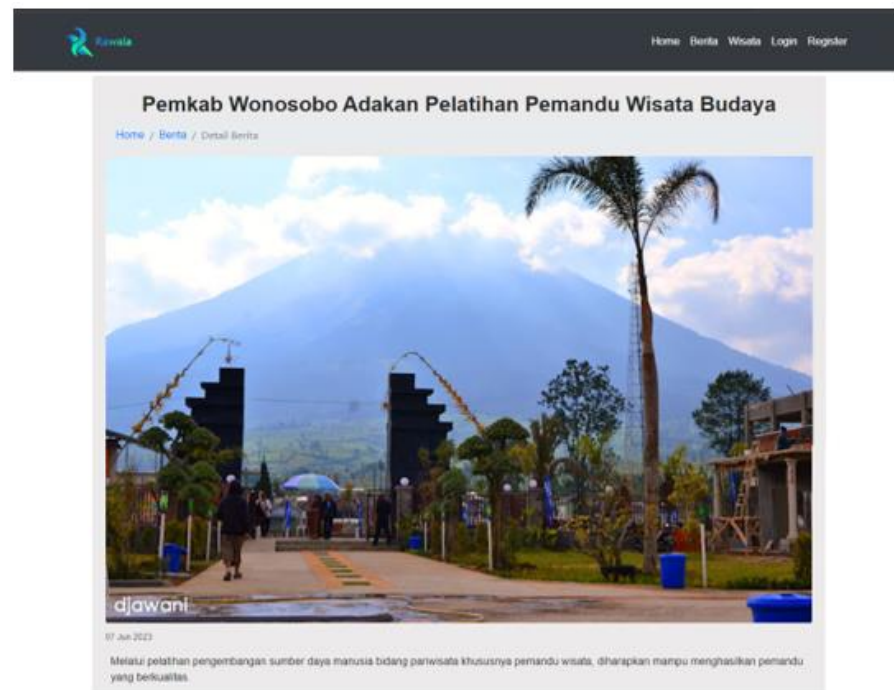 Rawala
Home Berita Wisata Login Register
Pemkab Wonosobo Adakan Pelatihan Pemandu Wisata Budaya
Home / Berita / Detail Berita
djawani
07 Jun 2023
Melalui pelatihan pengembangan sumber daya manusia bidang pariwisata khususnya pemandu wisata, diharapkan mampu menghasilkan pemandu
yang berkualitas.